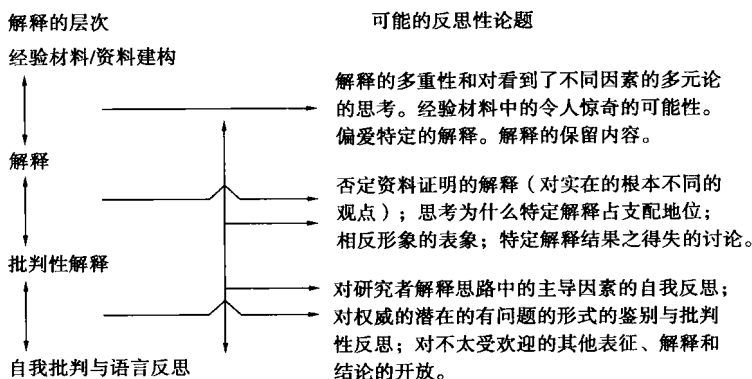 解释的层次
可能的反思性论题
经验材料/资料建构
解释的多重性和对看到了不同因素的多元论
的思考。经验材料中的令人惊奇的可能性。
偏爱特定的解释。解释的保留内容。
解释
否定资料证明的解释（对实在的根本不同的
观点）；思考为什么特定解释占支配地位；
相反形象的表象；特定解释结果之得失的讨论。
批判性解释
对研究者解释思路中的主导因素的自我反思；
对权威的潜在的有问题的形式的鉴别与批判
性反思；对不太受欢迎的其他表征、解释和
结论的开放。
自我批判与语言反思